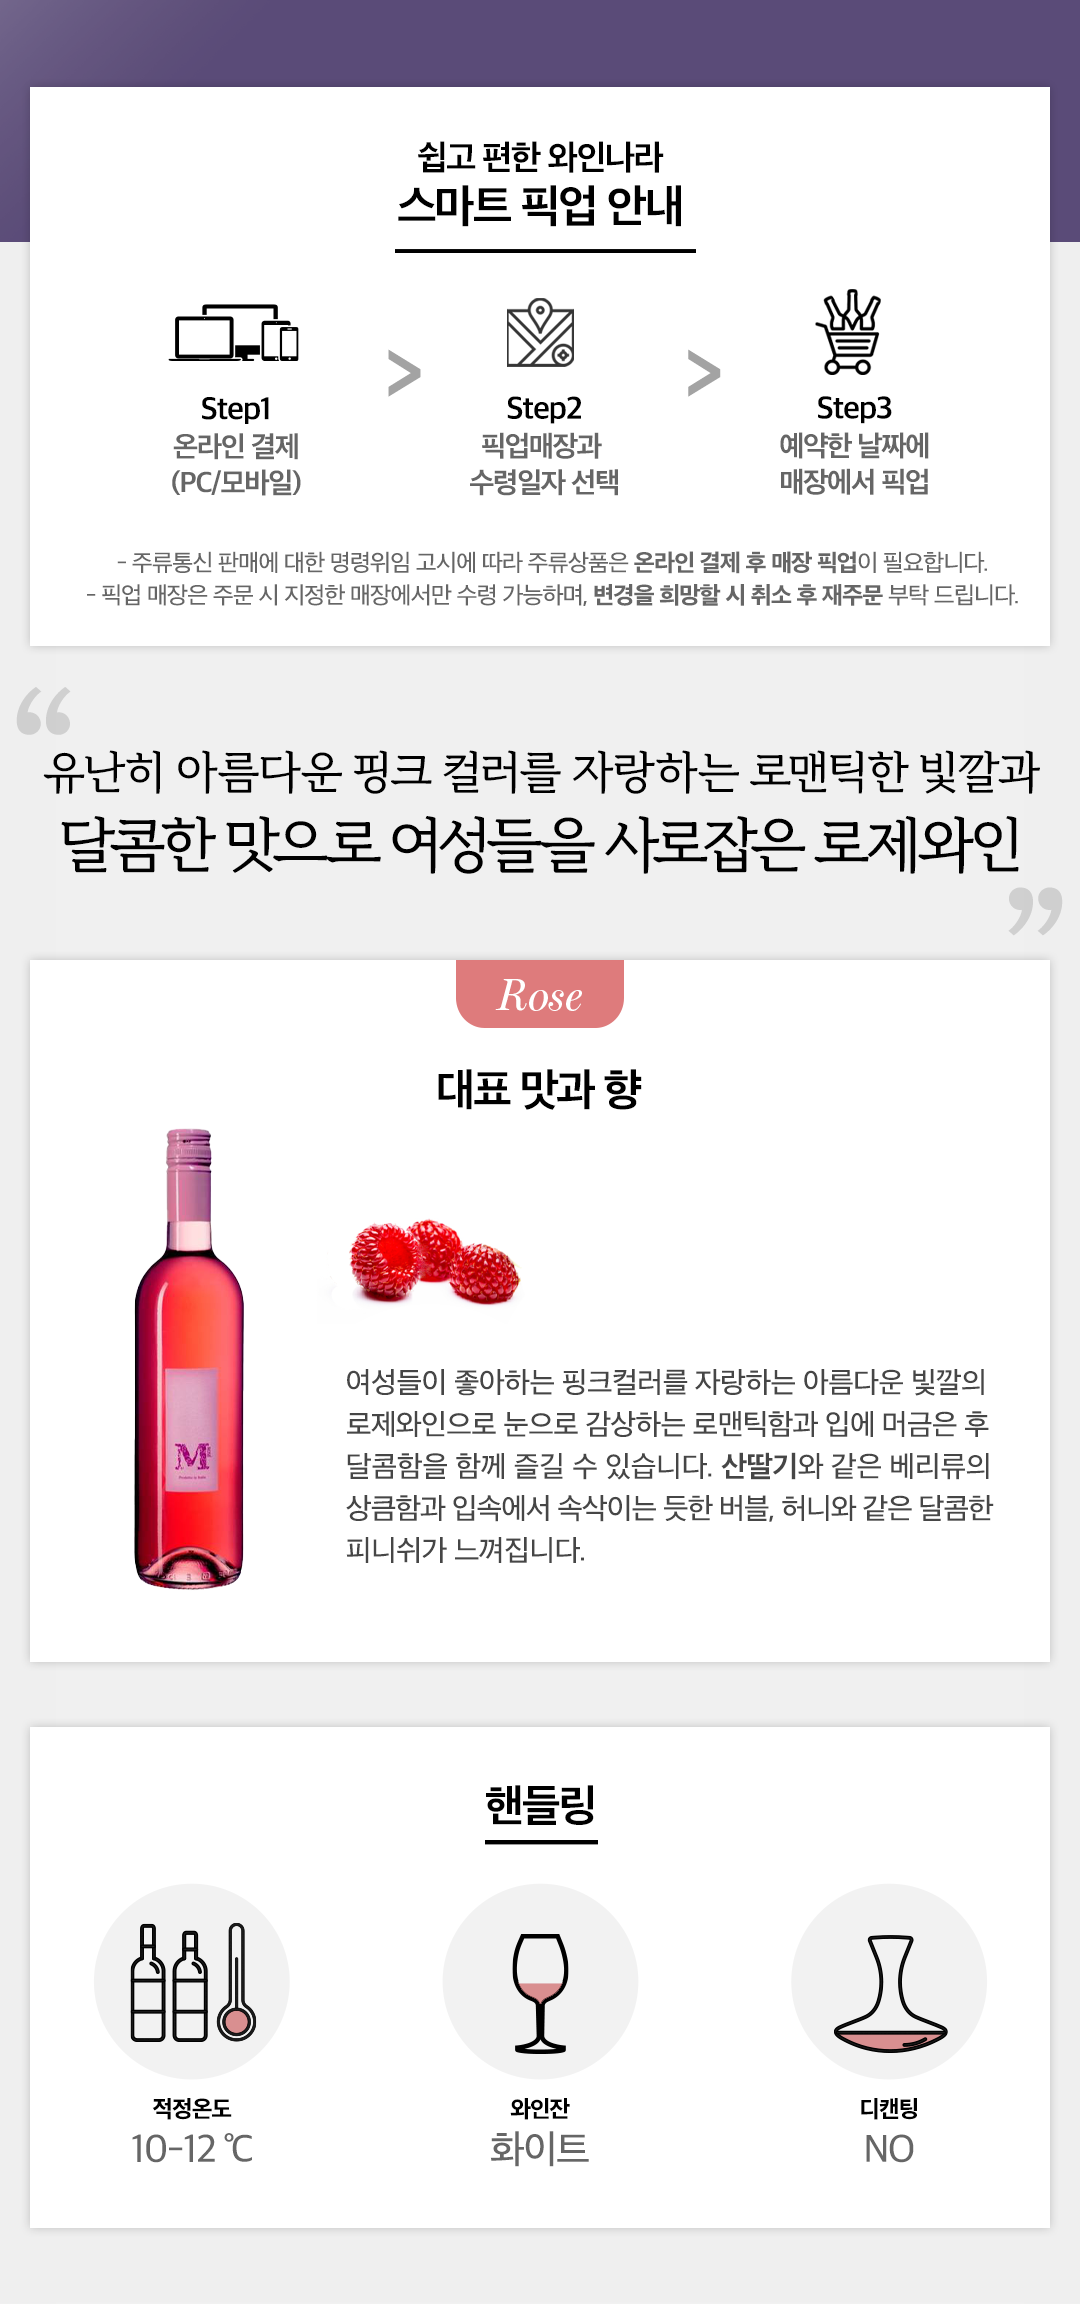 쉽고 편한 와인나라
스마트 픽업 안내
>
>
Step1
온라인 결제
(PC/모바일)
Step2
픽업매장과
수령일자 선택
Step3
예약한 날짜에
매장에서 픽업
- 주류통신 판매에 대한 명령위임 고시에 따라 주류상품은 온라인 결제 후 매장 픽업이 필요합니다.
- 픽업 매장은 주문 시 지정한 매장에서만 수령 가능하며, 변경을 희망할 시 취소 후 재주문 부탁 드립니다.
“
유난히 아름다운 핑크 컬러를 자랑하는 로맨틱한 빛깔과
달콤한 맛으로 여성들을 사로잡은 로제와인
”
Rose
대표 맛과 향
M
여성들이 좋아하는 핑크컬러를 자랑하는 아름다운 빛깔의
로제와인으로 눈으로 감상하는 로맨틱함과 입에 머금은 후
달콤함을 함께 즐길 수 있습니다. 산딸기와 같은 베리류의
상큼함과 입속에서 속삭이는 듯한 버블, 허니와 같은 달콤한
피니쉬가 느껴집니다.
핸들링
적정온도
10-12 ℃
와인잔
화이트
디캔팅
NO